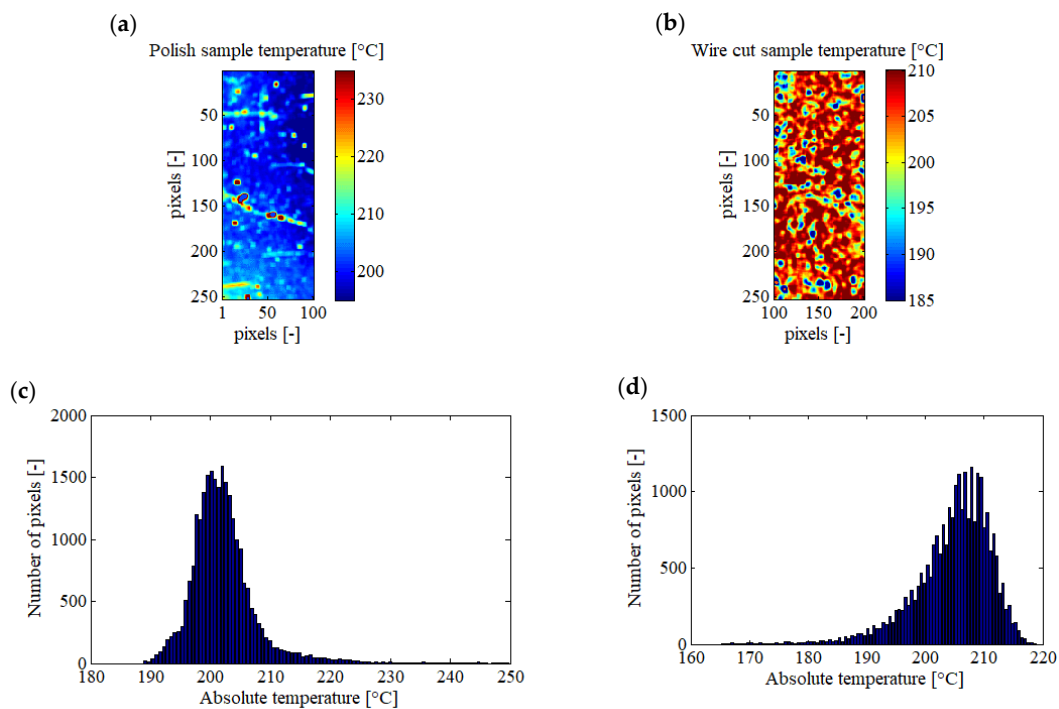 (a)
Polish sample temperature [°C]
50
100
150
200
250
pixels [-]
1 50 100
pixels [-]
230
220
210
200
(b)
Wire cut sample temperature [°C]
50
100
150
200
250
pixels [-]
100 150 200
pixels [-]
210
205
200
195
190
185
(c)
2000
1500
1000
500
0
Number of pixels [-]
180 190 200 210 220 230 240 250
Absolute temperature [°C]
(d)
1500
1000
500
0
Number of pixels [-]
160 170 180 190 200 210 220
Absolute temperature [°C]